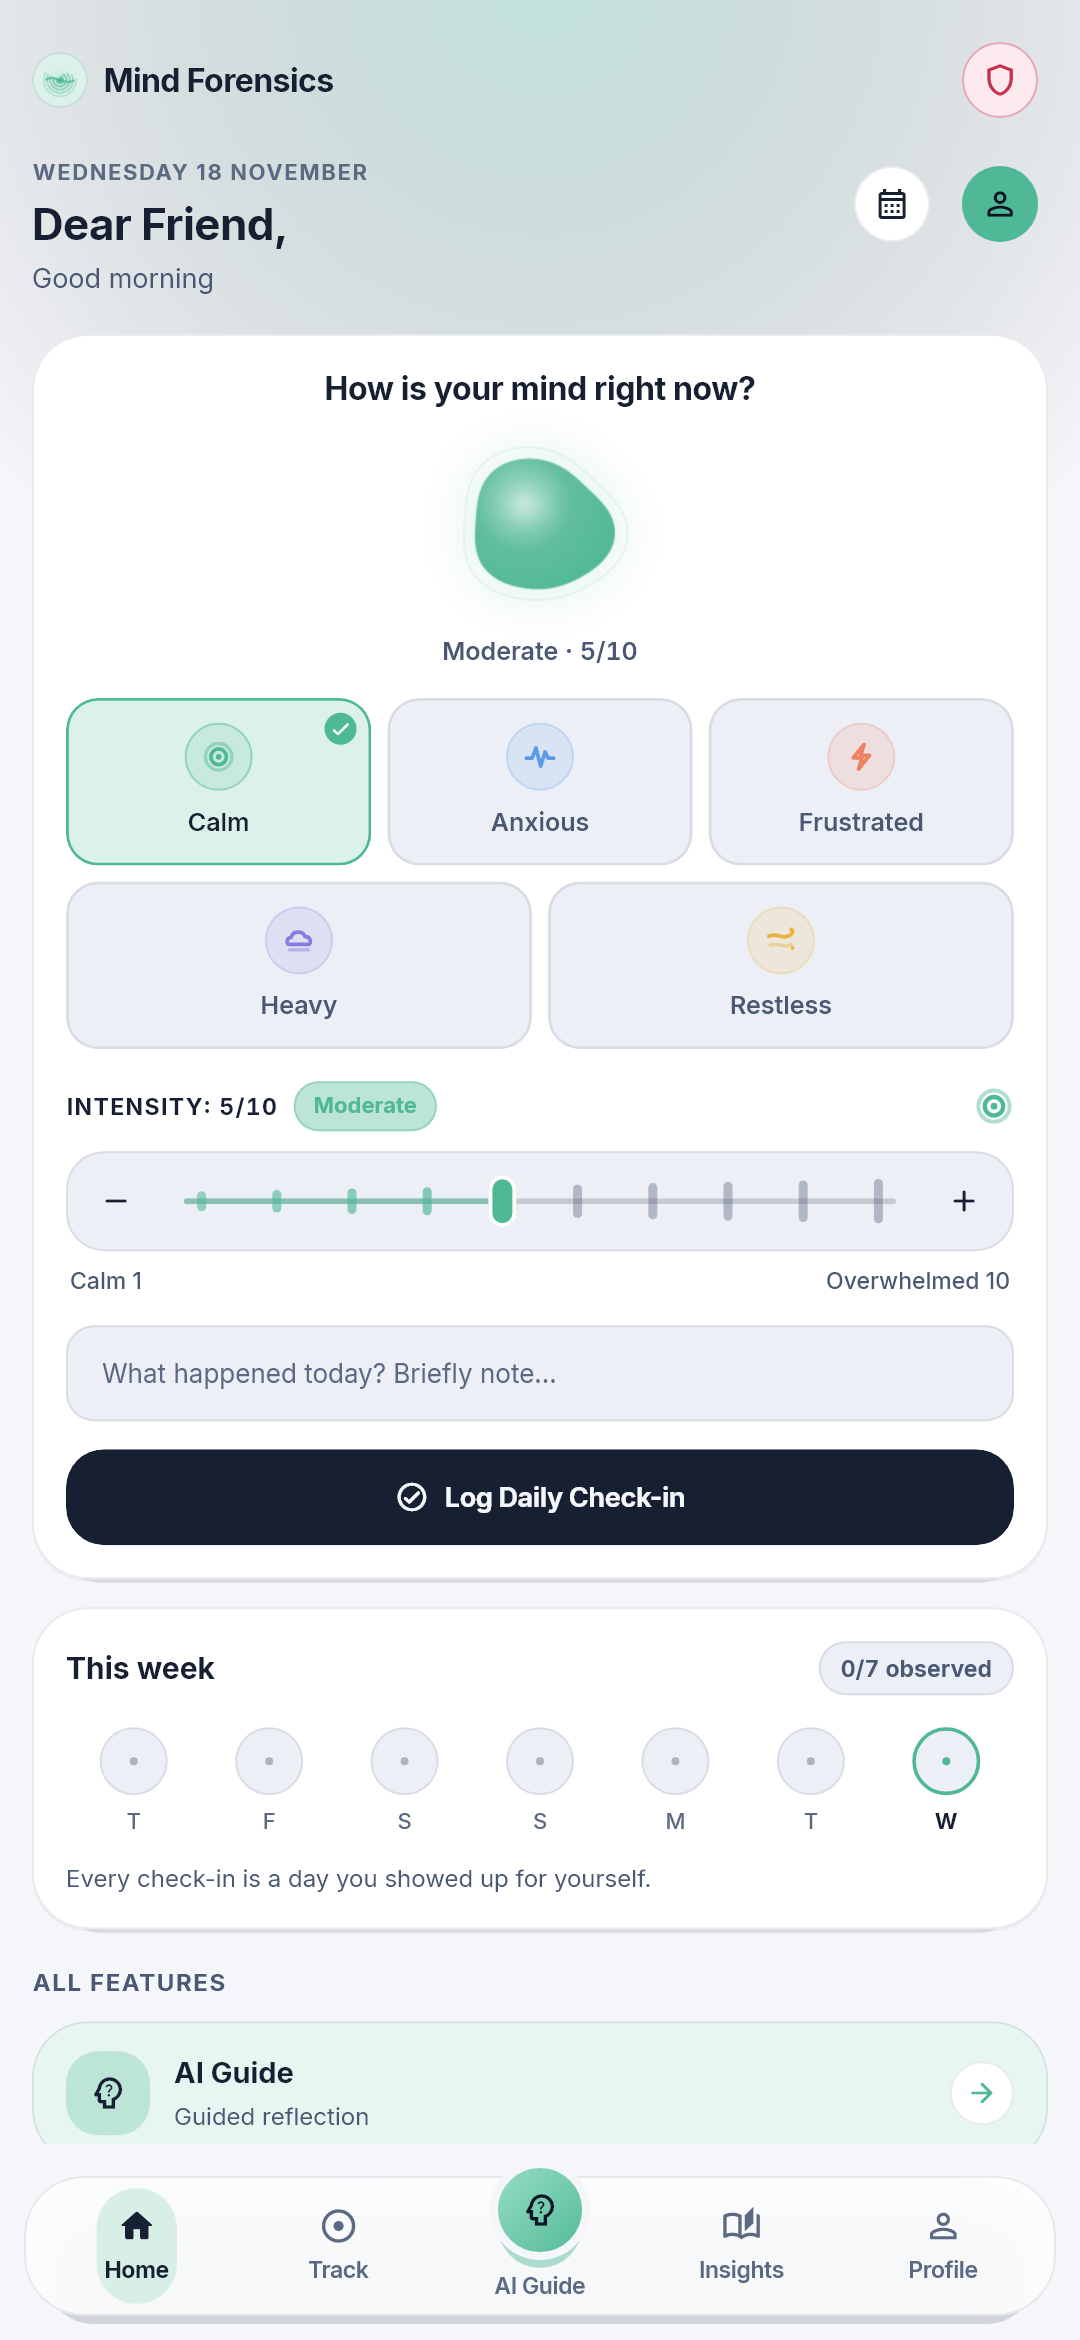 Mind Forensics
WEDNESDAY 18 NOVEMBER
Dear Friend,
Good morning
How is your mind right now?
Moderate · 5/10
Calm
Anxious
Frustrated
Heavy
Restless
INTENSITY: 5/10 Moderate
Calm 1
Overwhelmed 10
What happened today? Briefly note...
Log Daily Check-in
This week
0/7 observed
T F S S M T W
Every check-in is a day you showed up for yourself.
ALL FEATURES
AI Guide
Guided reflection
Home
Track
AI Guide
Insights
Profile